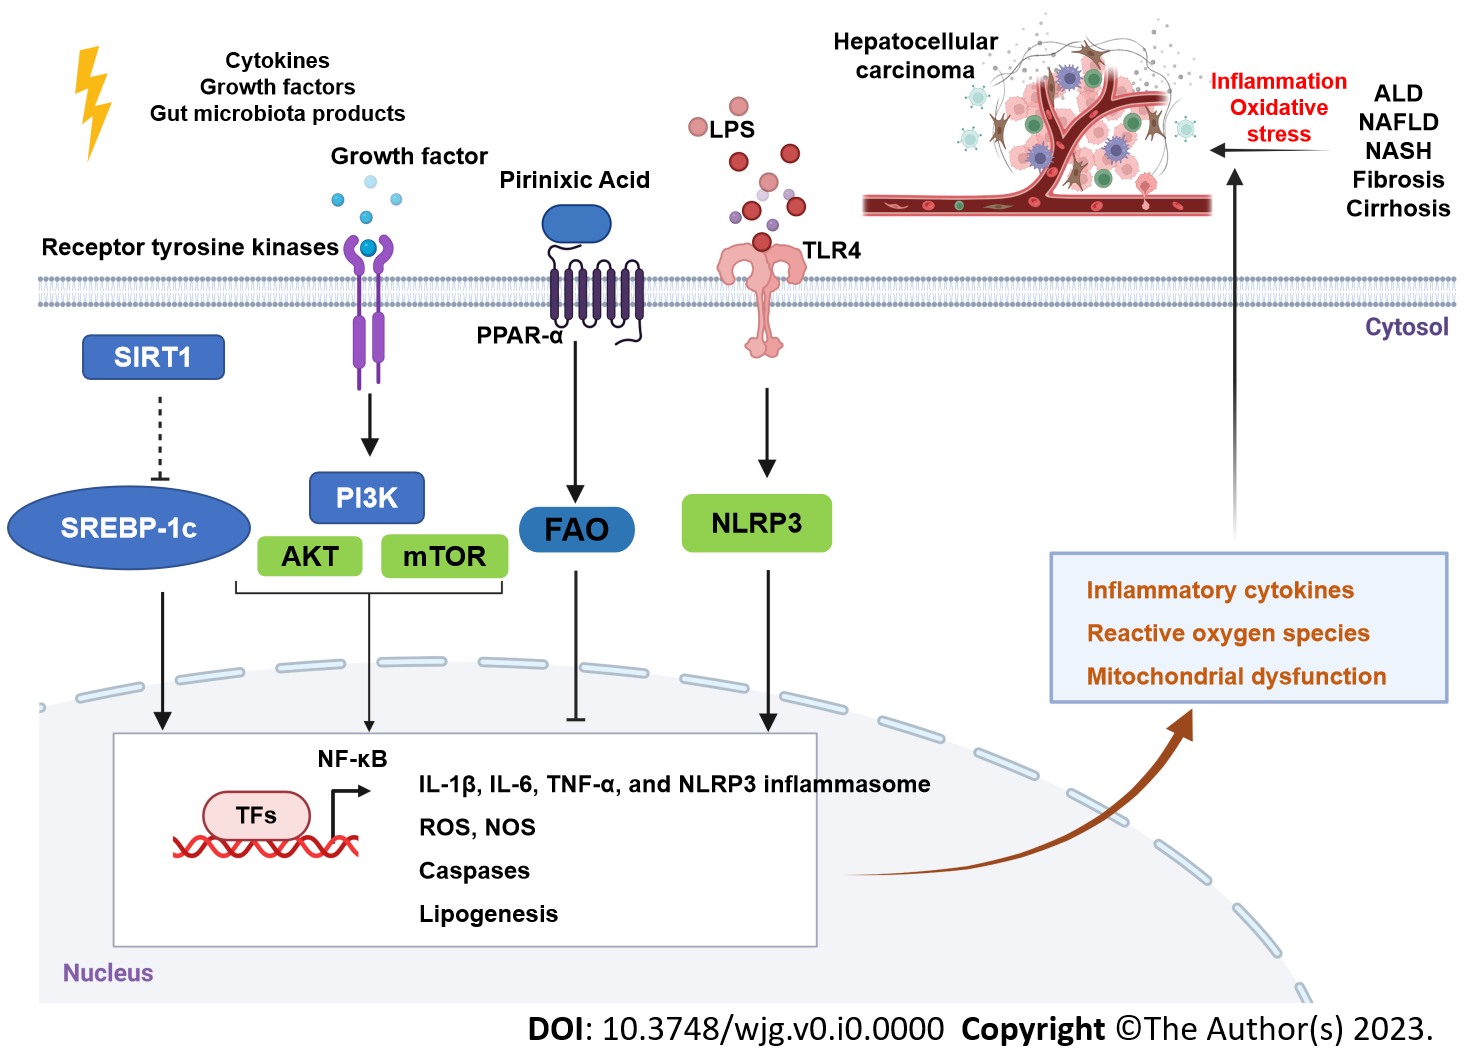 Cytokines
Growth factors
Gut microbiota products
Growth factor
Receptor tyrosine kinases
Pirinixic Acid
PPAR-α
LPS
TLR4
Hepatocellular
carcinoma
Inflammation
Oxidative
stress
ALD
NAFLD
NASH
Fibrosis
Cirrhosis
Cytosol
SIRT1
SREBP-1c
PI3K
AKT
mTOR
FAO
NLRP3
Inflammatory cytokines
Reactive oxygen species
Mitochondrial dysfunction
NF-κB
TFs
IL-1β, IL-6, TNF-α, and NLRP3 inflammasome
ROS, NOS
Caspases
Lipogenesis
Nucleus
DOI: 10.3748/wjg.v0.i0.0000 Copyright ©The Author(s) 2023.